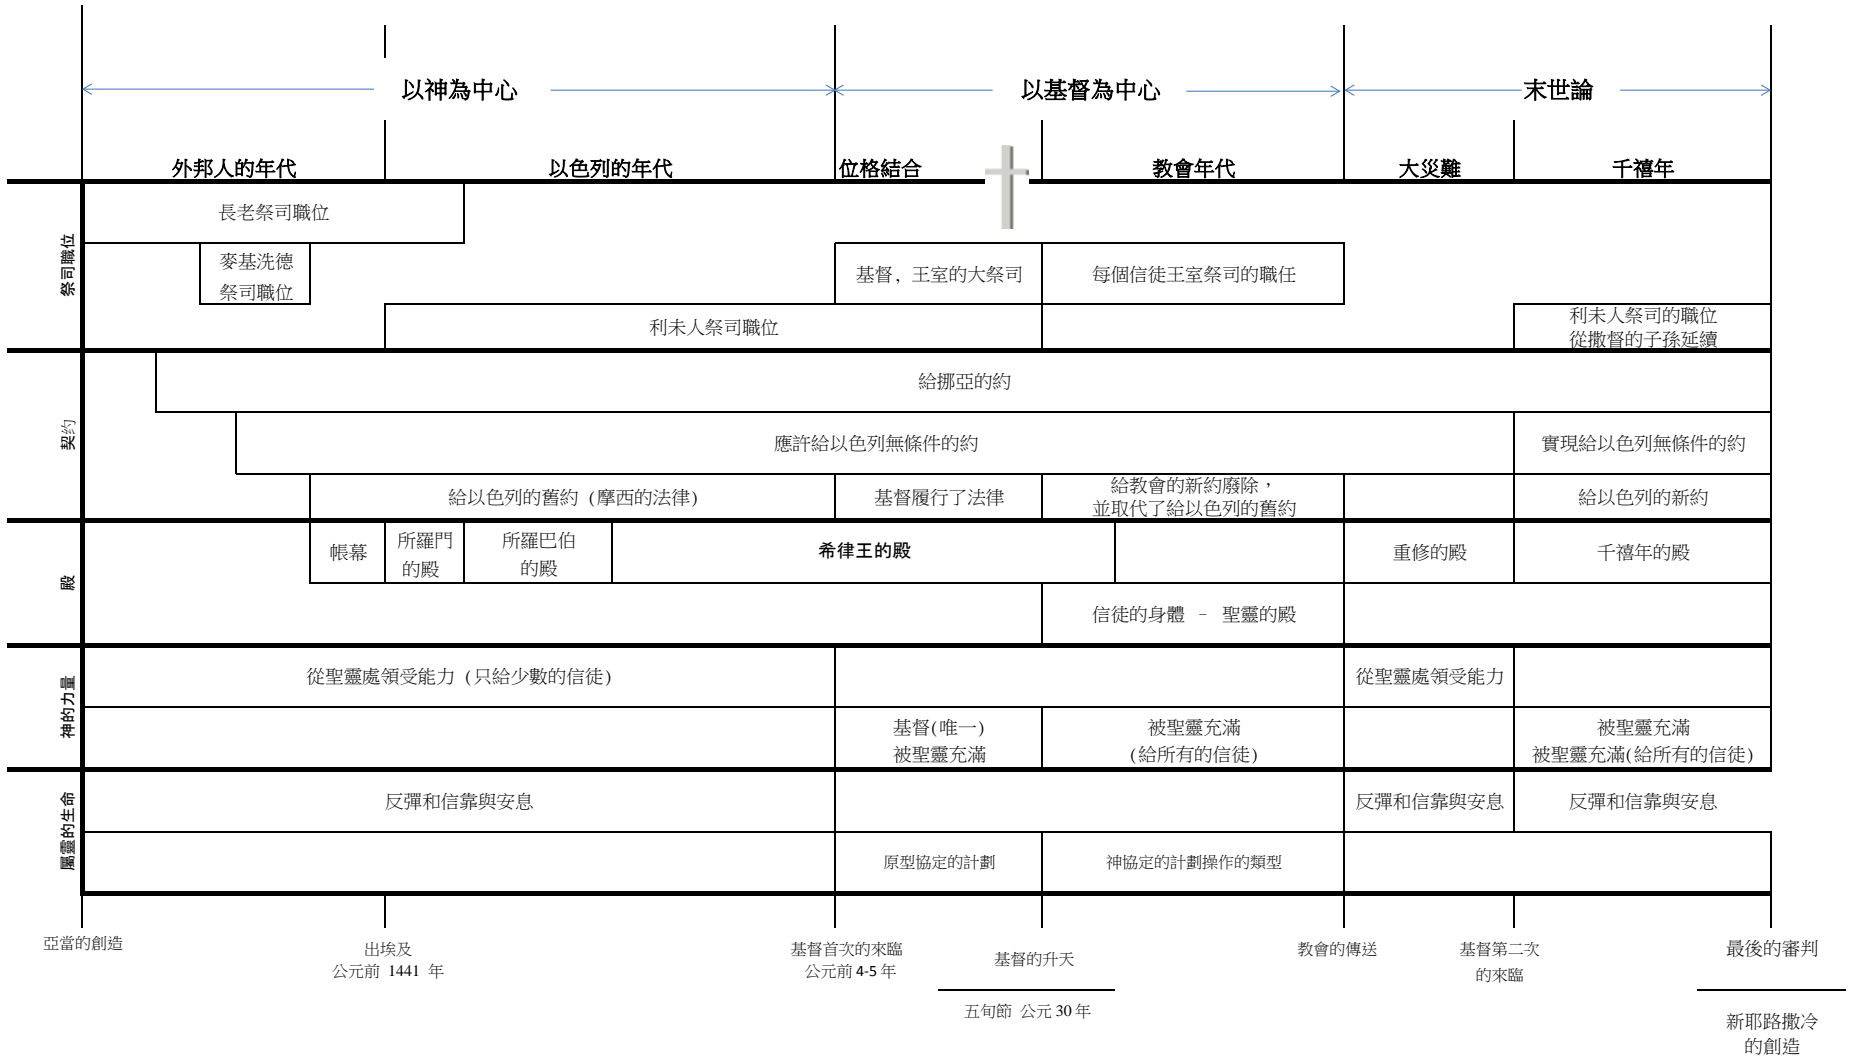 以神為中心
以基督為中心
末世論
外邦人的年代
以色列的年代
位格結合
教會年代
大災難
千禧年
祭司職位
長老祭司職位
麥基洗德
祭司職位
基督, 王室的大祭司
每個信徒王室祭司的職任
利未人祭司職位
利未人祭司的職位
從撒督的子孫延續
契约
給挪亞的約
應許給以色列無條件的約
實現給以色列無條件的約
給以色列的舊約 (摩西的法律)
基督履行了法律
給教會的新約廢除，
並取代了給以色列的舊約
給以色列的新約
殿
帳幕
所羅門
的殿
所羅巴伯
的殿
希律王的殿
重修的殿
千禧年的殿
信徒的身體 – 聖靈的殿
神的力量
從聖靈處領受能力 (只給少數的信徒)
從聖靈處領受能力
基督(唯一)
被聖靈充滿
被聖靈充滿
(給所有的信徒)
被聖靈充滿
被聖靈充滿(給所有的信徒)
屬靈的生命
反彈和信靠與安息
反彈和信靠與安息
反彈和信靠與安息
原型協定的計劃
神協定的計劃操作的類型
亞當的創造
出埃及
公元前 1441 年
基督首次的來臨
公元前 4-5 年
基督的升天
五旬節 公元 30 年
教會的傳送
基督第二次
的來臨
最後的審判
新耶路撒冷
的創造